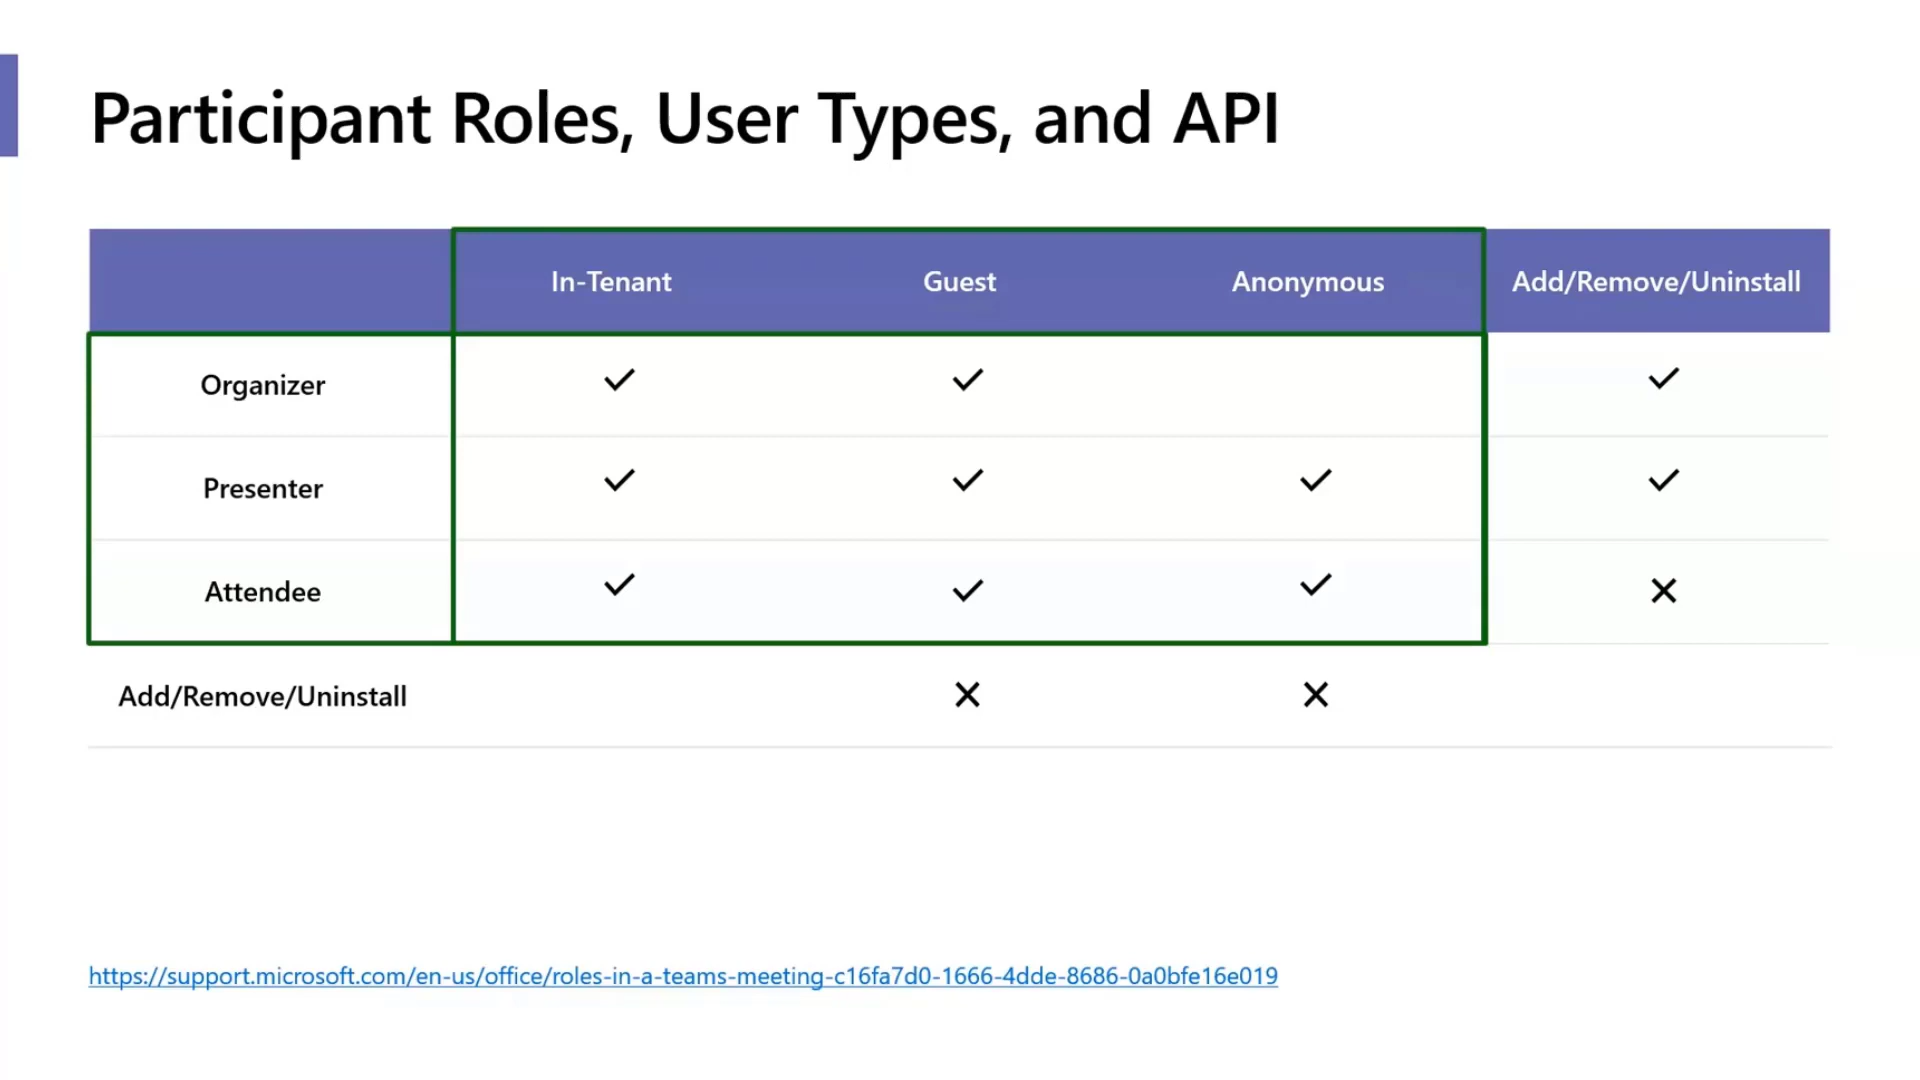 Participant Roles, User Types, and API
In-Tenant Guest Anonymous Add/Remove/Uninstall
Organizer ✓ ✓ ✓
Presenter ✓ ✓ ✓ ✓
Attendee ✓ ✓ ✓ ✕
Add/Remove/Uninstall ✕ ✕
https://support.microsoft.com/en-us/office/roles-in-a-teams-meeting-c16fa7d0-1666-4dde-8686-0a0bfe16e019